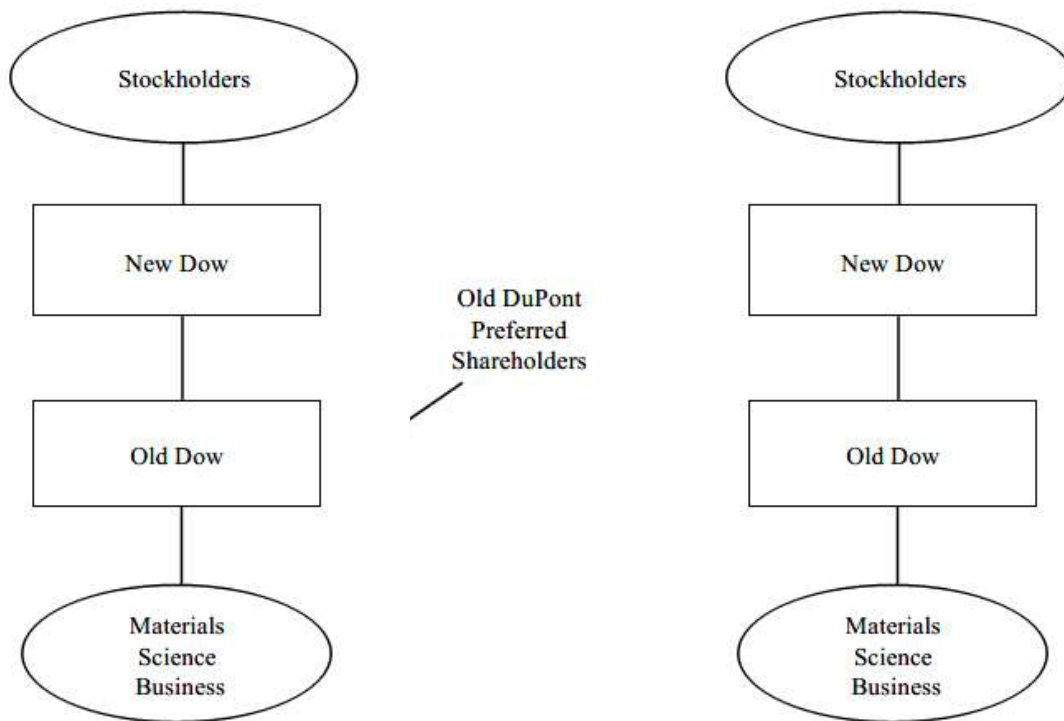 Stockholders
New Dow
Old Dow
Materials
Science
Business
Old DuPont
Preferred
Shareholders
Stockholders
New Dow
Old Dow
Materials
Science
Business